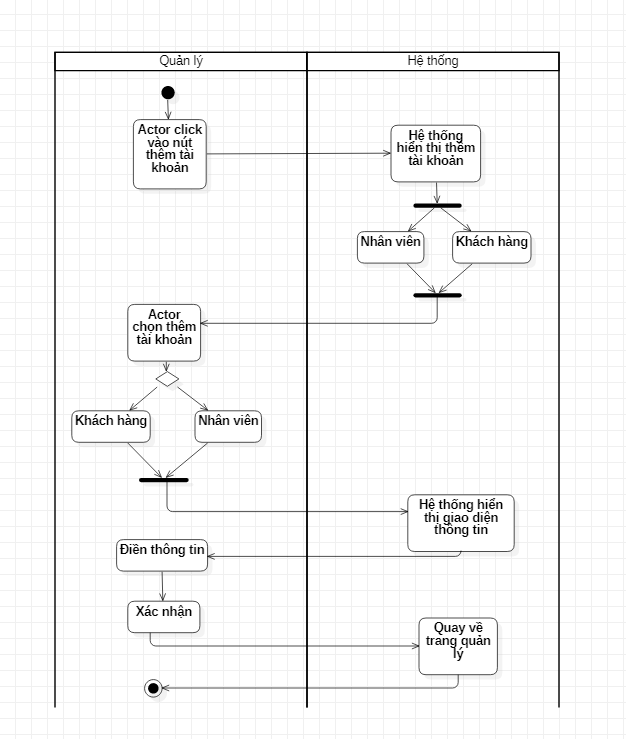 Quản lý
Hệ thống
Actor click
vào nút
thêm tài
khoản
Hệ thống
hiển thị thêm
tài khoản
Nhân viên
Khách hàng
Actor
chọn thêm
tài khoản
Khách hàng
Nhân viên
Hệ thống hiển
thị giao diện
thông tin
Điền thông tin
Xác nhận
Quay về
trang quản
lý